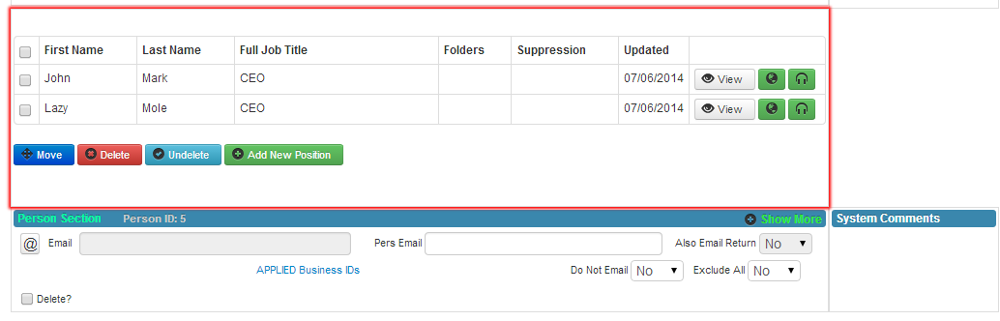 First Name Last Name Full Job Title Folders Suppression Updated
John Mark CEO 07/06/2014 View
Lazy Mole CEO 07/06/2014 View
Move Delete Undelete Add New Position
Person Section Person ID: 5 Show More System Comments
@ Email Pers Email Also Email Return No
APPLIED Business IDs Do Not Email No Exclude All No
Delete?